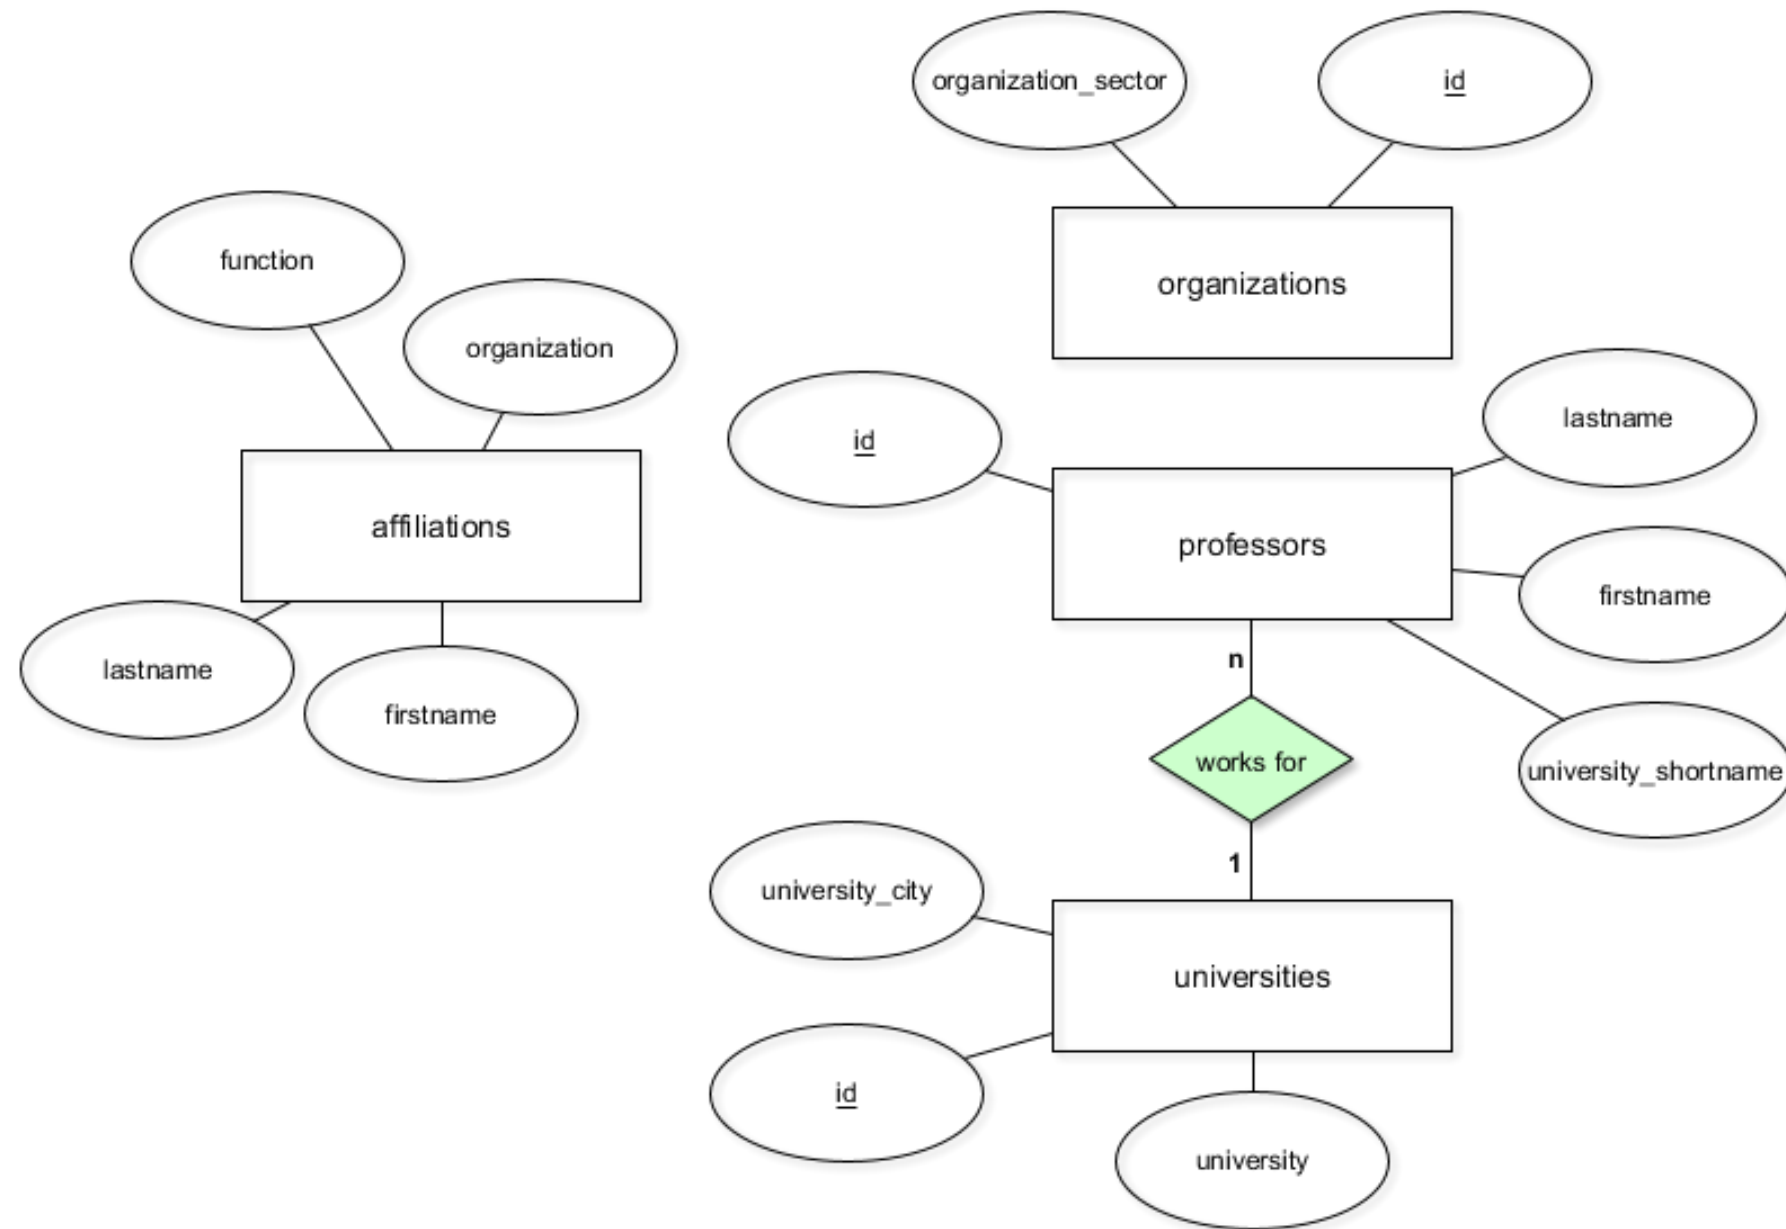 organization_sector
id
function
organizations
organization
id
lastname
affiliations
professors
firstname
lastname
firstname
n
works for
university_shortname
1
university_city
universities
id
university